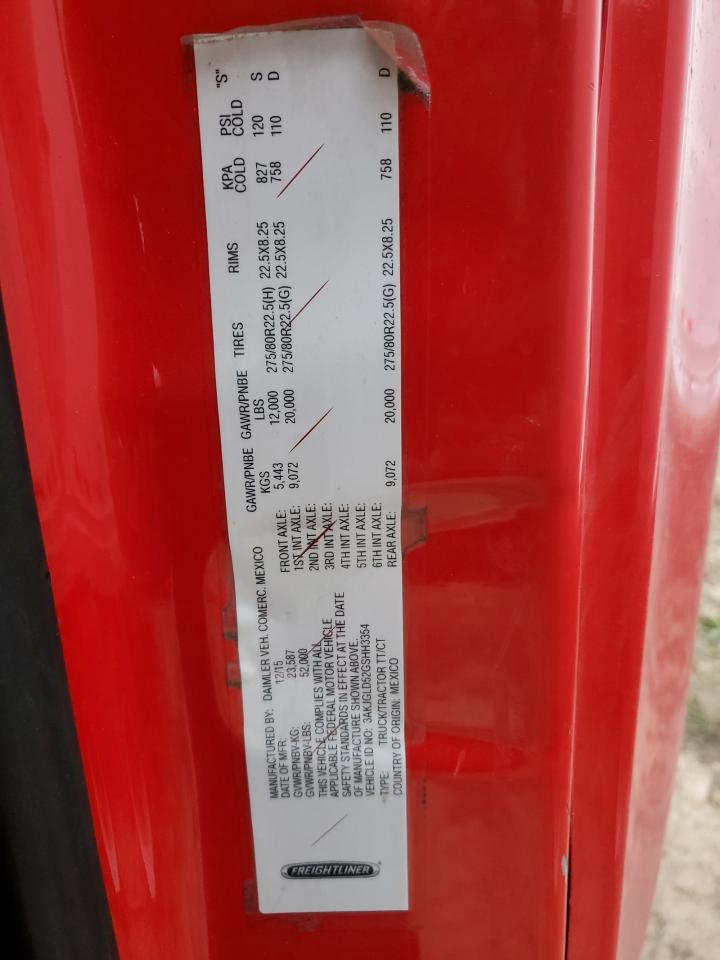 FREIGHTLINER
MANUFACTURED BY: DAIMLER VEH. COMERC. MEXICO
DATE OF MFR: 12/15
GVWR/PNBV-KG: 23,587
GVWR/PNBV-LBS: 52,000
THIS VEHICLE COMPLIES WITH ALL
APPLICABLE FEDERAL MOTOR VEHICLE
SAFETY STANDARDS IN EFFECT AT THE DATE
OF MANUFACTURE SHOWN ABOVE.
VEHICLE ID NO: 3AKJGLD52GSHH3354
TYPE: TRUCK/TRACTOR TT/CT
COUNTRY OF ORIGIN: MEXICO
GAWR/PNBE GAWR/PNBE TIRES RIMS KPA PSI "S"
KGS LBS COLD COLD
FRONT AXLE: 5,443 12,000 275/80R22.5(H) 22.5X8.25 827 120 S
1ST INT AXLE: 9,072 20,000 275/80R22.5(G) 22.5X8.25 758 110 D
2ND INT AXLE:
3RD INT AXLE:
4TH INT AXLE:
5TH INT AXLE:
6TH INT AXLE:
REAR AXLE: 9,072 20,000 275/80R22.5(G) 22.5X8.25 758 110 D